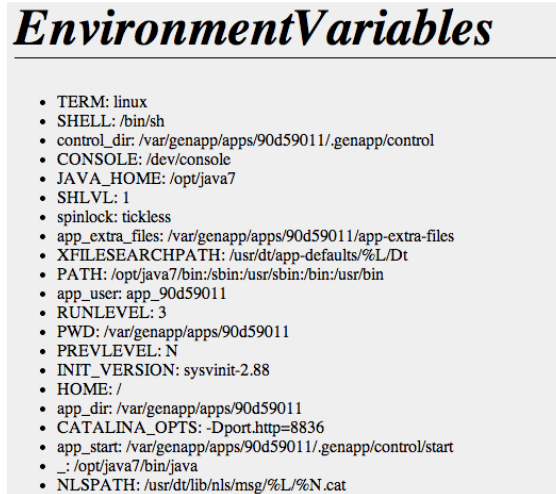 EnvironmentVariables
• TERM: linux
• SHELL: /bin/sh
• control_dir: /var/genapp/apps/90d59011/.genapp/control
• CONSOLE: /dev/console
• JAVA_HOME: /opt/java7
• SHLVL: 1
• spinlock: tickless
• app_extra_files: /var/genapp/apps/90d59011/app-extra-files
• XFILESEARCHPATH: /usr/dt/app-defaults/%L/Dt
• PATH: /opt/java7/bin:/sbin:/usr/sbin:/bin:/usr/bin
• app_user: app_90d59011
• RUNLEVEL: 3
• PWD: /var/genapp/apps/90d59011
• PREVLEVEL: N
• INIT_VERSION: sysvinit-2.88
• HOME: /
• app_dir: /var/genapp/apps/90d59011
• CATALINA_OPTS: -Dport.http=8836
• app_start: /var/genapp/apps/90d59011/.genapp/control/start
• _: /opt/java7/bin/java
• NLSPATH: /usr/dt/lib/nls/msg/%L/%N.cat